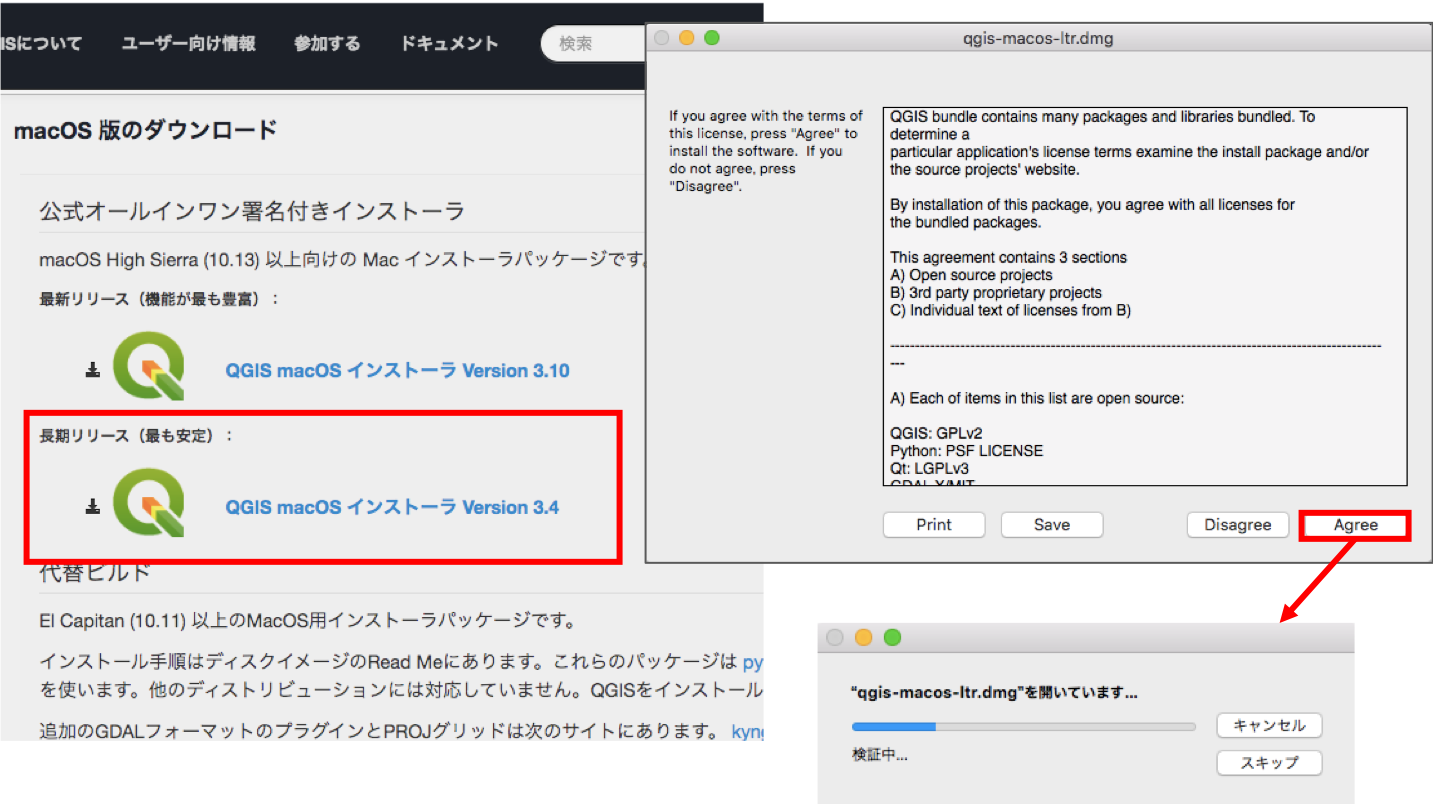 ISについて ユーザー向け情報 参加する ドキュメント 検索
macOS 版のダウンロード
公式オールインワン署名付きインストーラ
macOS High Sierra (10.13) 以上向けの Mac インストーラパッケージです。
最新リリース（機能が最も豊富）：
QGIS macOS インストーラ Version 3.10
長期リリース（最も安定）：
QGIS macOS インストーラ Version 3.4
代替ビルド
El Capitan (10.11) 以上のMacOS用インストーラパッケージです。
インストール手順はディスクイメージのRead Meにあります。これらのパッケージは py
を使います。他のディストリビューションには対応していません。QGISをインストール
追加のGDALフォーマットのプラグインとPROJグリッドは次のサイトにあります。 kyng
qgis-macos-ltr.dmg
If you agree with the terms of
this license, press "Agree" to
install the software. If you
do not agree, press
"Disagree".
QGIS bundle contains many packages and libraries bundled. To
determine a
particular application's license terms examine the install package and/or
the source projects' website.
By installation of this package, you agree with all licenses for
the bundled packages.
This agreement contains 3 sections
A) Open source projects
B) 3rd party proprietary projects
C) Individual text of licenses from B)
----------------------------------------------------------------------------------------------------
---
A) Each of items in this list are open source:
QGIS: GPLv2
Python: PSF LICENSE
Qt: LGPLv3
GDAL X/MIT
Print Save Disagree Agree
“qgis-macos-ltr.dmg”を開いています...
キャンセル
検証中...
スキップ